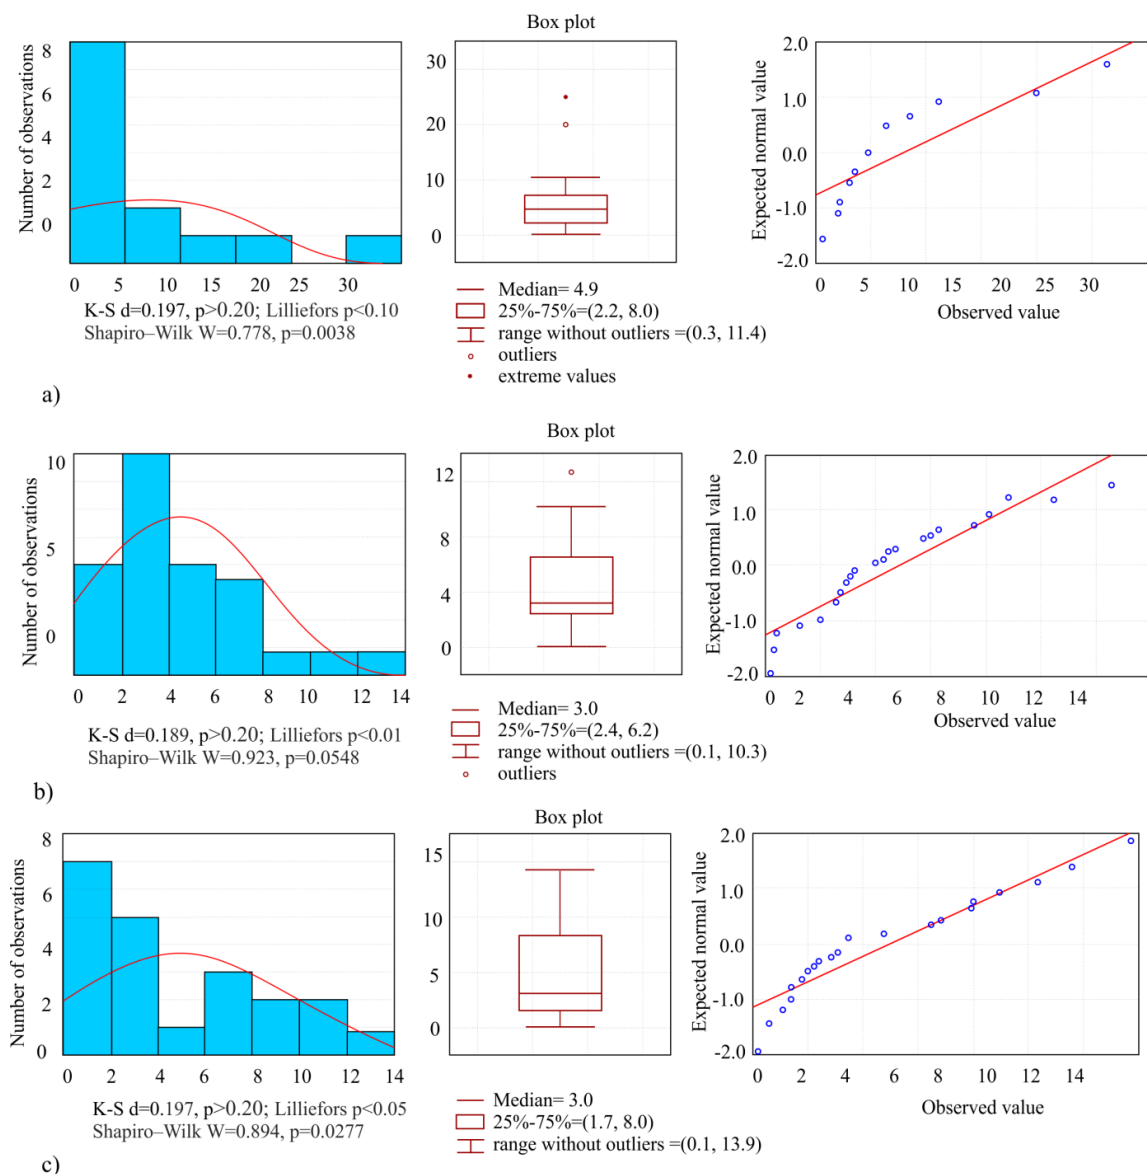 Box plot
Number of observations
8
6
4
2
0
5 10 15 20 25 30
K-S d=0.197, p>0.20; Lilliefors p<0.10
Shapiro–Wilk W=0.778, p=0.0038
30
20
10
0
Median= 4.9
25%-75%=(2.2, 8.0)
range without outliers =(0.3, 11.4)
outliers
extreme values
Expected normal value
2.0
1.0
0.0
-1.0
-2.0
0 5 10 15 20 25 30
Observed value
a)
Box plot
Number of observations
10
5
0
0 2 4 6 8 10 12 14
K-S d=0.189, p>0.20; Lilliefors p<0.01
Shapiro–Wilk W=0.923, p=0.0548
12
8
4
0
Median= 3.0
25%-75%=(2.4, 6.2)
range without outliers =(0.1, 10.3)
outliers
Expected normal value
2.0
1.0
0.0
-1.0
-2.0
0 2 4 6 8 10 12 14
Observed value
b)
Box plot
Number of observations
8
6
4
2
0
0 2 4 6 8 10 12 14
K-S d=0.197, p>0.20; Lilliefors p<0.05
Shapiro–Wilk W=0.894, p=0.0277
15
10
5
0
Median= 3.0
25%-75%=(1.7, 8.0)
range without outliers =(0.1, 13.9)
Expected normal value
2.0
1.0
0.0
-1.0
-2.0
0 2 4 6 8 10 12 14
Observed value
c)